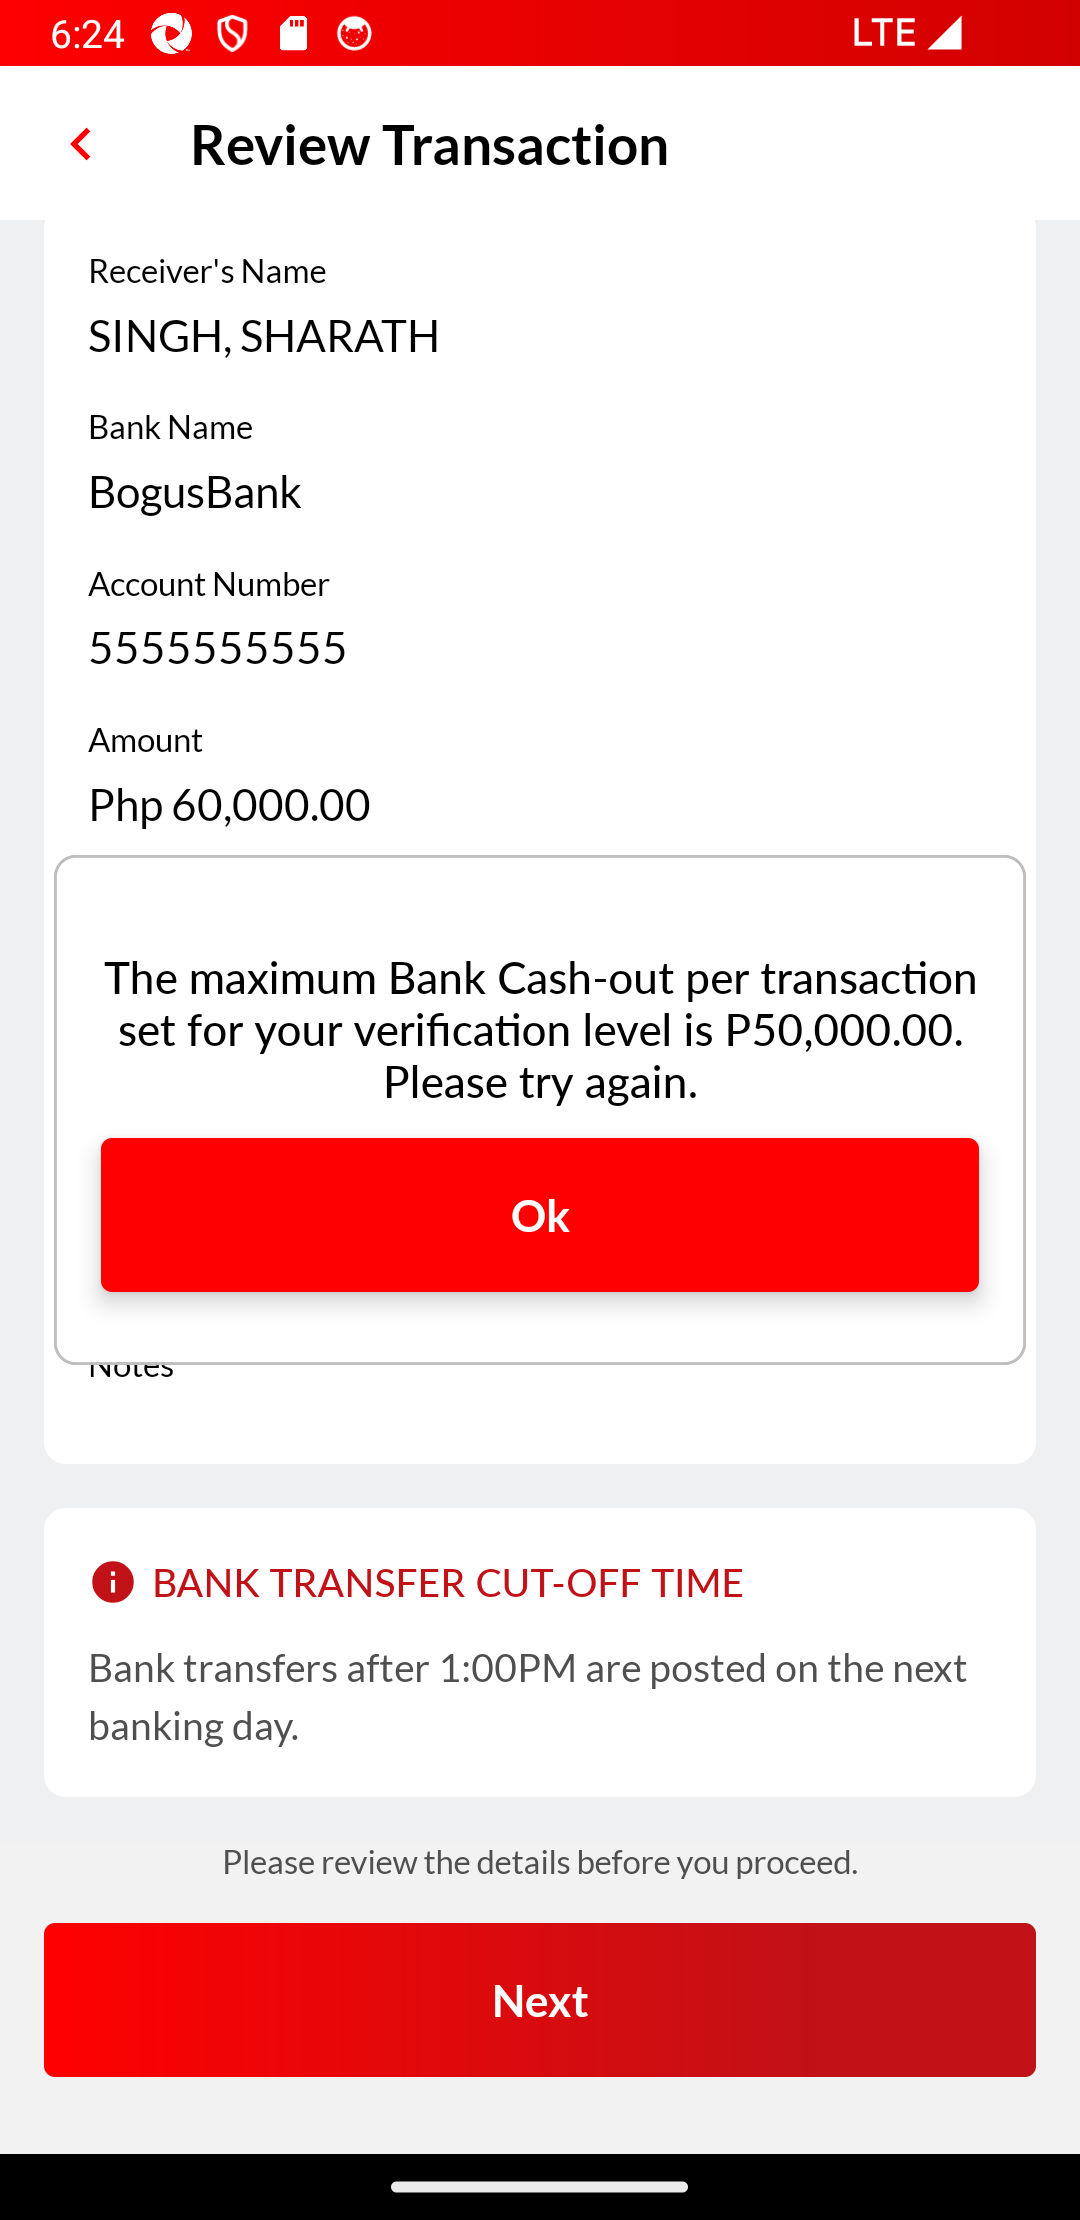 6:24
LTE
Review Transaction
Receiver's Name
SINGH, SHARATH
Bank Name
BogusBank
Account Number
5555555555
Amount
Php 60,000.00
The maximum Bank Cash-out per transaction
set for your verification level is P50,000.00.
Please try again.
Ok
Notes
BANK TRANSFER CUT-OFF TIME
Bank transfers after 1:00PM are posted on the next
banking day.
Please review the details before you proceed.
Next